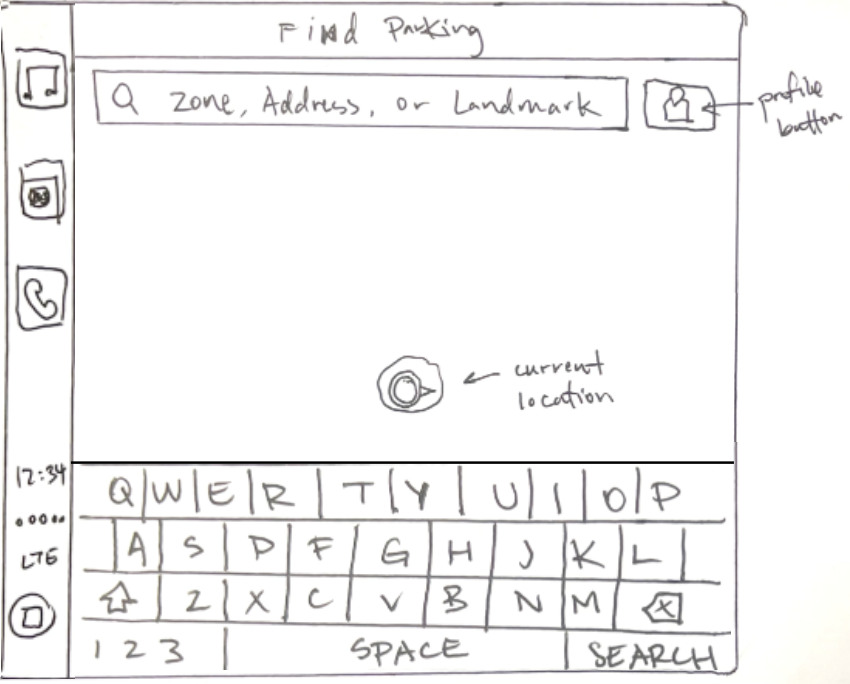 Find Parking
Zone, Address, or Landmark
profile
button
current
location
12:34
LTE
Q W E R T Y U I O P
A S D F G H J K L
Z X C V B N M X
1 2 3 SPACE SEARCH